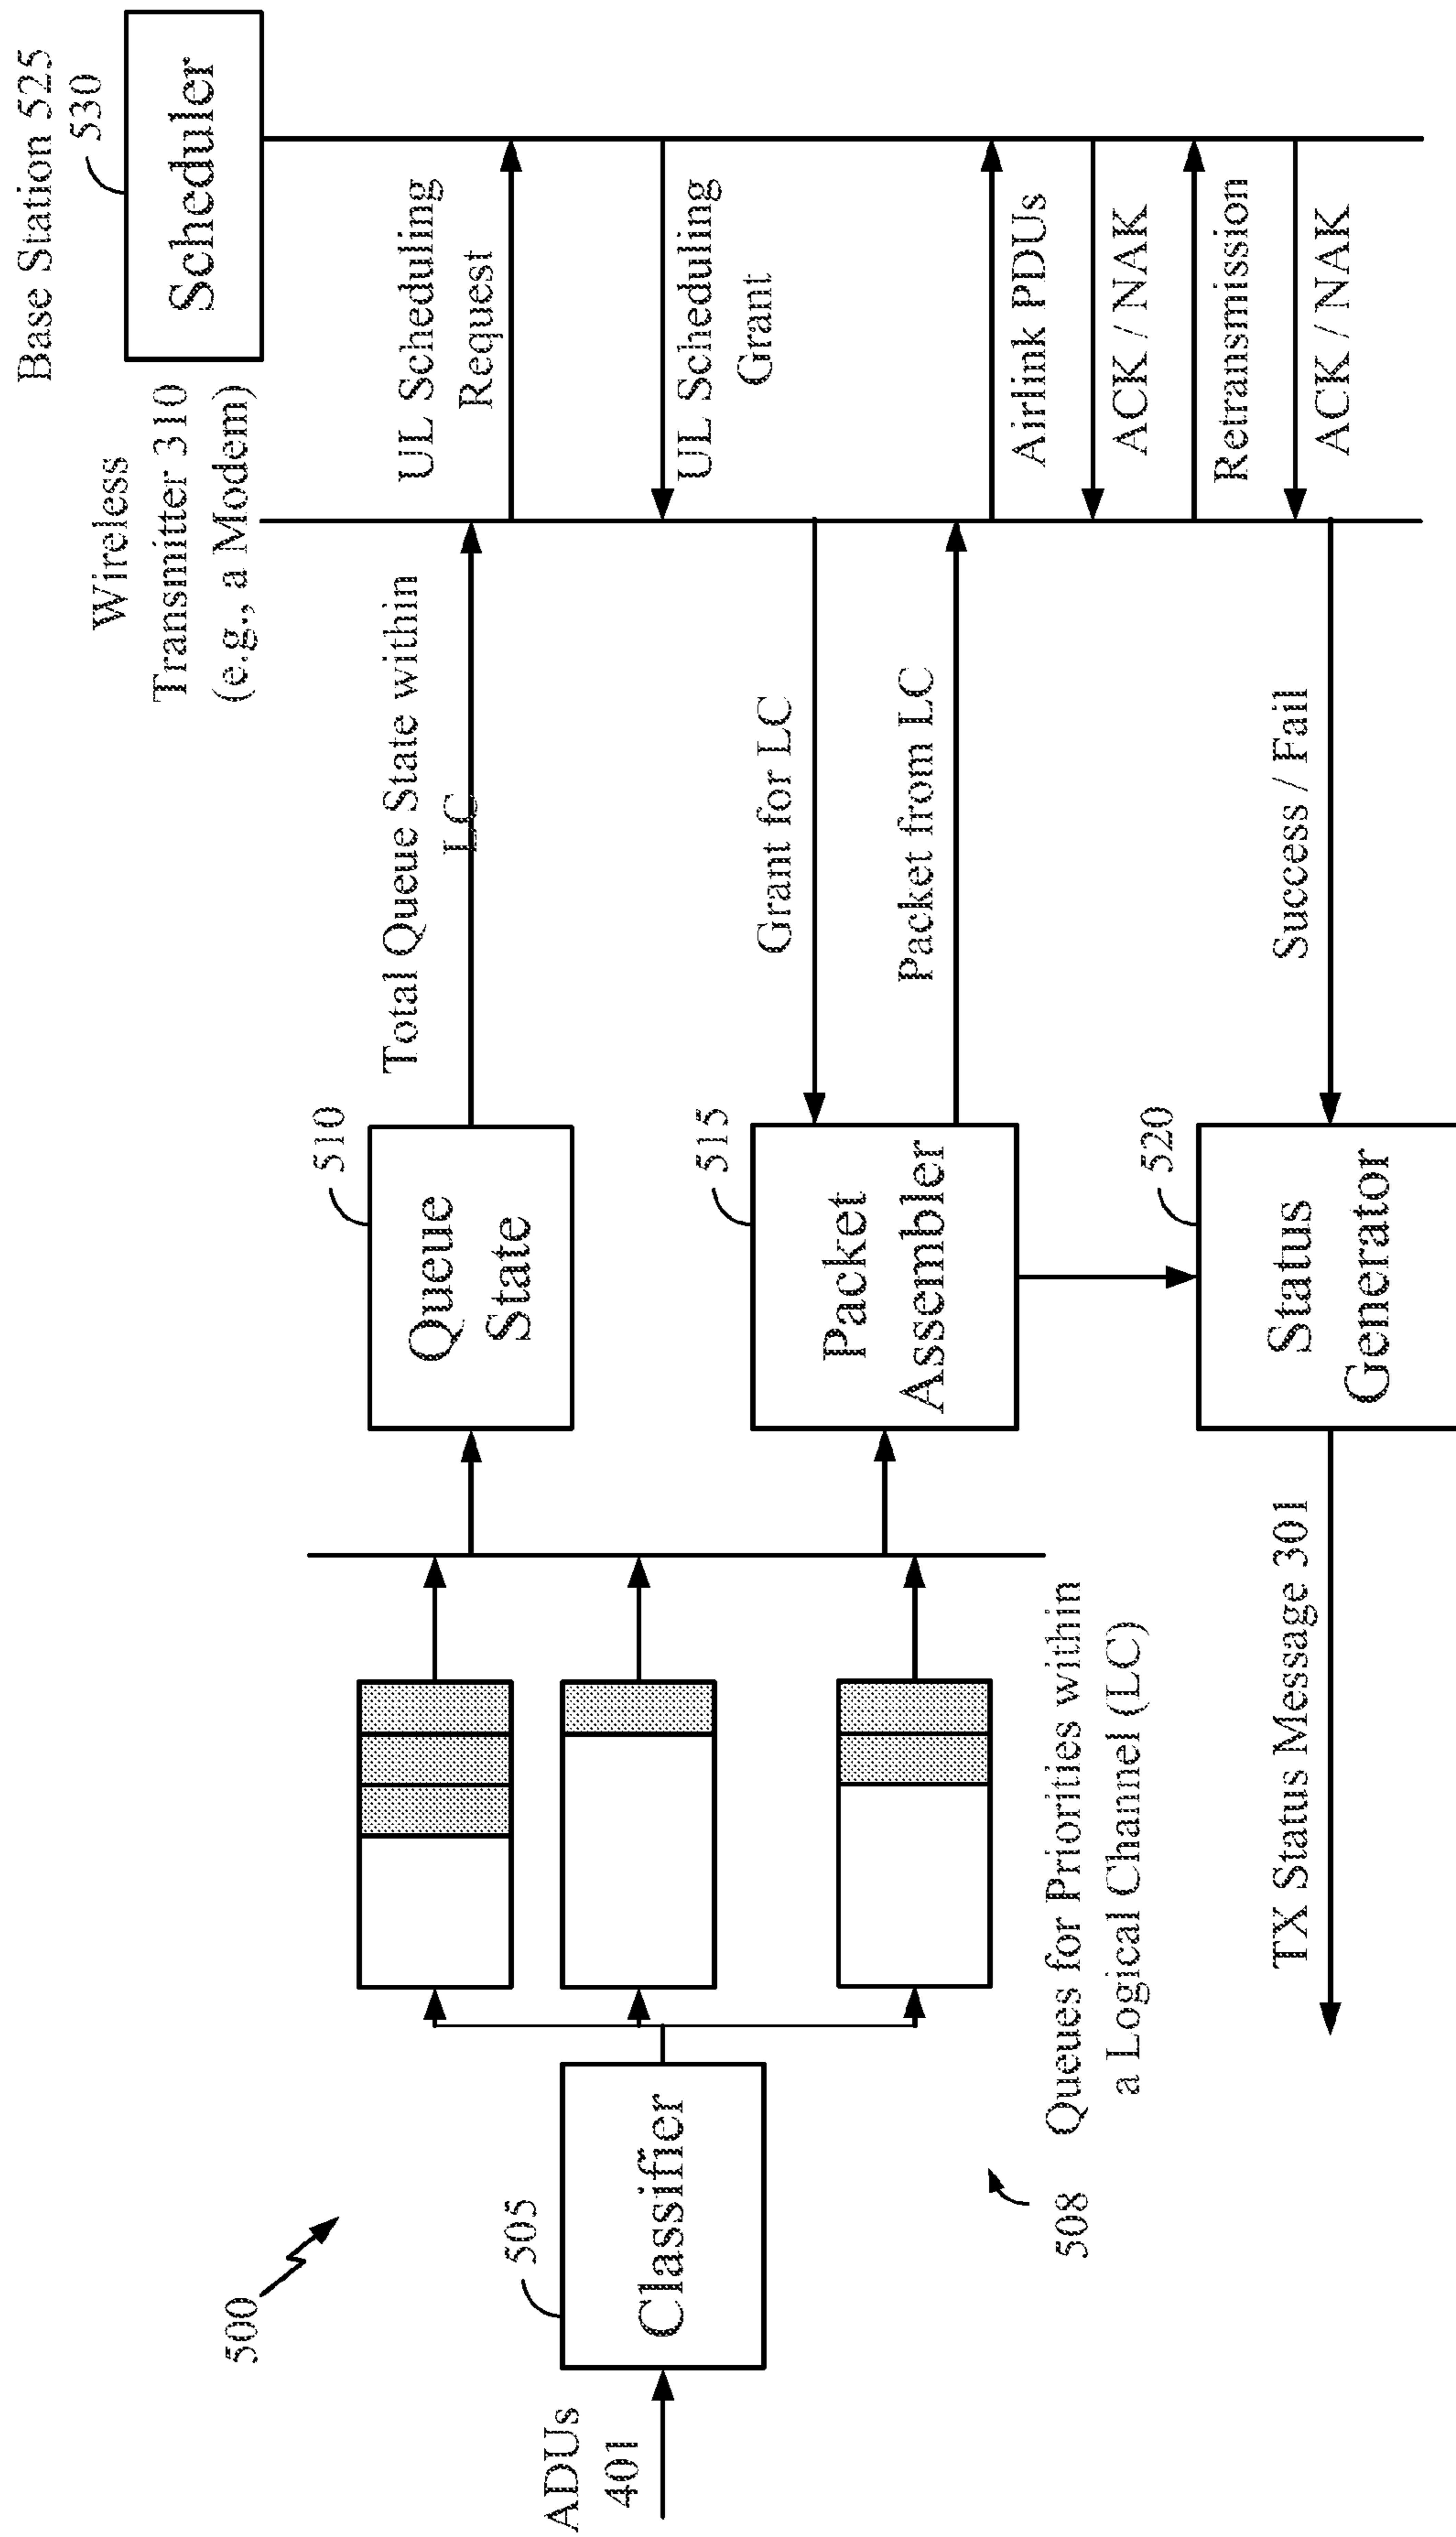 500
ADUs
401
505
Classifier
508
Queues for Priorities within
a Logical Channel (LC)
510
Queue
State
515
Packet
Assembler
520
Status
Generator
TX Status Message 301
Total Queue State within
LC
Grant for LC
Packet from LC
Success / Fail
Wireless
Transmitter 310
(e.g., a Modem)
UL Scheduling
Request
UL Scheduling
Grant
Airlink PDUs
ACK / NAK
Retransmission
ACK / NAK
Base Station 525
530
Scheduler